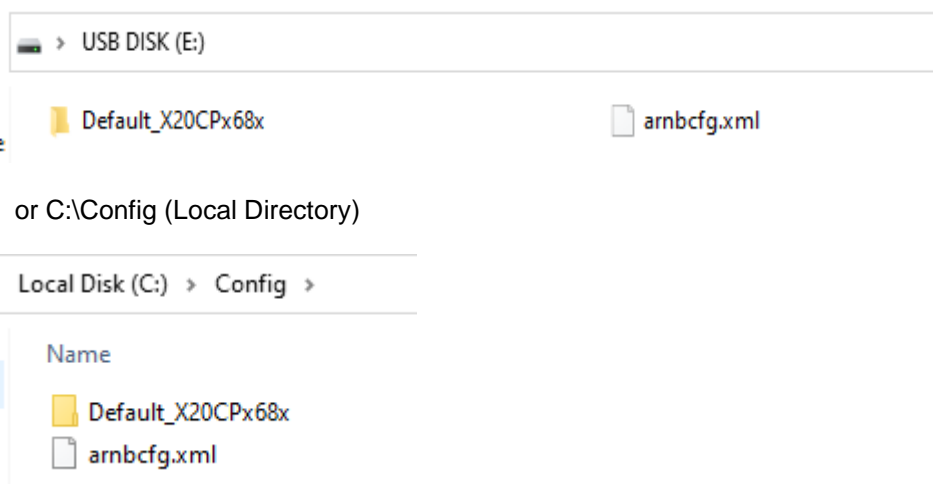 USB DISK (E:)
Default_X20CPx68x arnbcfg.xml
or C:\Config (Local Directory)
Local Disk (C:) > Config >
Name
Default_X20CPx68x
arnbcfg.xml